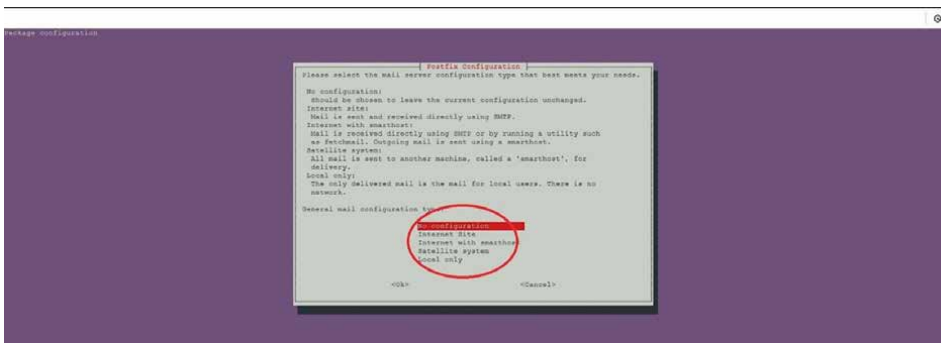 Package configuration
Postfix Configuration
Please select the mail server configuration type that best meets your needs.
No configuration:
Should be chosen to leave the current configuration unchanged.
Internet site:
Mail is sent and received directly using SMTP.
Internet with smarthost:
Mail is received directly using SMTP or by running a utility such
as fetchmail. Outgoing mail is sent using a smarthost.
Satellite system:
All mail is sent to another machine, called a 'smarthost', for
delivery.
Local only:
The only delivered mail is the mail for local users. There is no
network.
General mail configuration type:
No configuration
Internet Site
Internet with smarthost
Satellite system
Local only
<Ok> <Cancel>